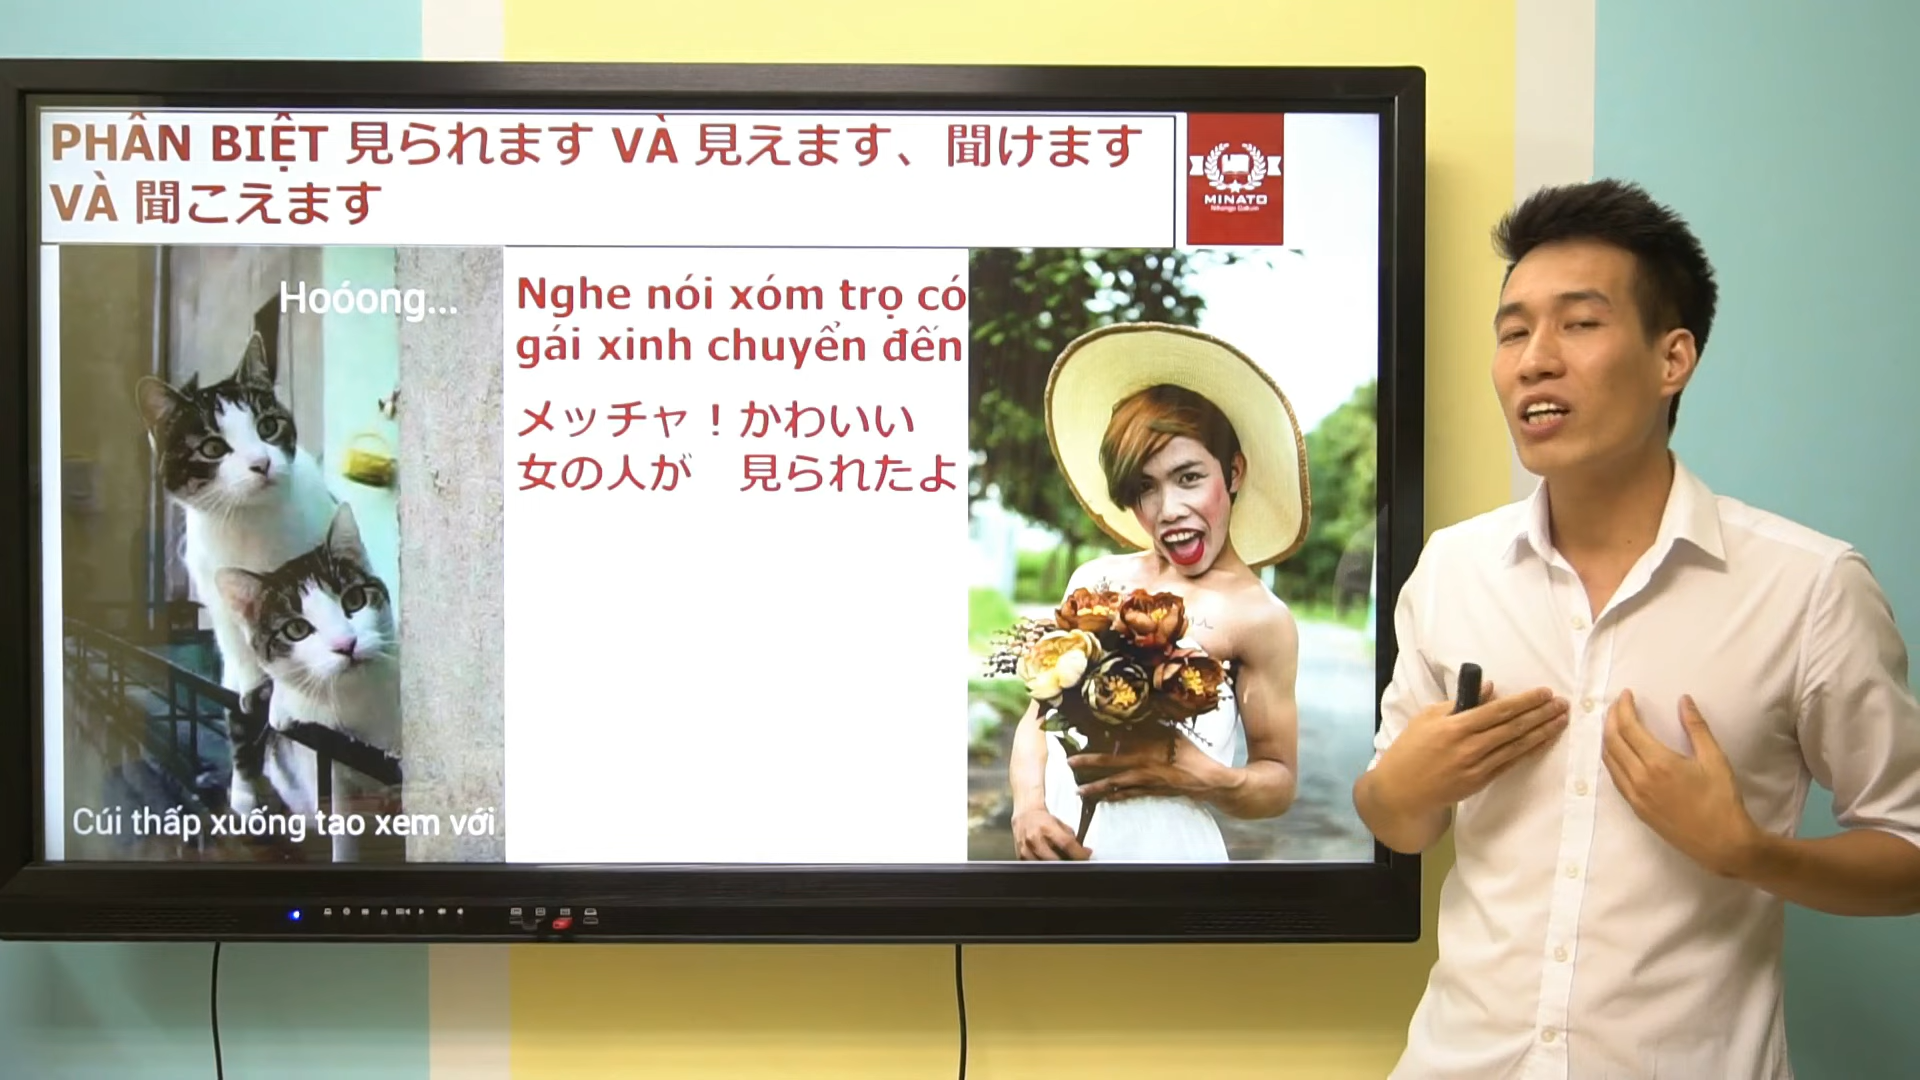 PHÂN BIỆT 見られます VÀ 見えます、聞けます
VÀ 聞こえます
MINATO
Nihongo Gakuin
Hoóong...
Cúi thấp xuống tao xem với
Nghe nói xóm trọ có
gái xinh chuyển đến
メッチャ！かわいい
女の人が 見られたよ